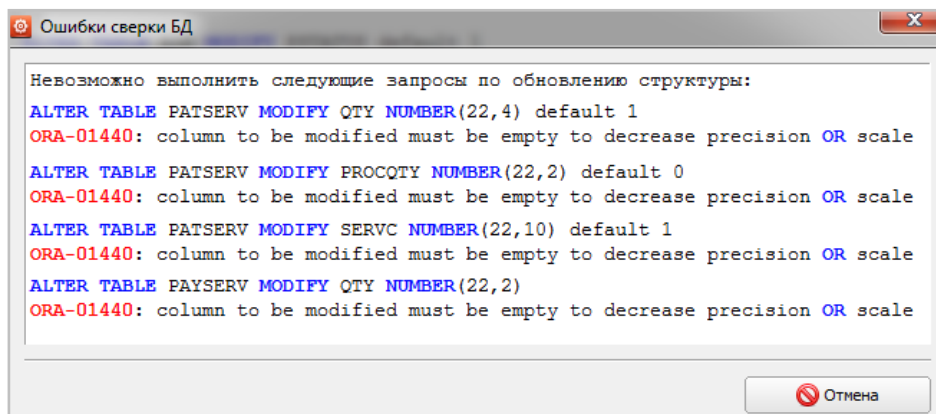 Ошибки сверки БД
Невозможно выполнить следующие запросы по обновлению структуры:
ALTER TABLE PATSERV MODIFY QTY NUMBER(22,4) default 1
ORA-01440: column to be modified must be empty to decrease precision OR scale
ALTER TABLE PATSERV MODIFY PROCQTY NUMBER(22,2) default 0
ORA-01440: column to be modified must be empty to decrease precision OR scale
ALTER TABLE PATSERV MODIFY SERVC NUMBER(22,10) default 1
ORA-01440: column to be modified must be empty to decrease precision OR scale
ALTER TABLE PAYSERV MODIFY QTY NUMBER(22,2)
ORA-01440: column to be modified must be empty to decrease precision OR scale
Отмена